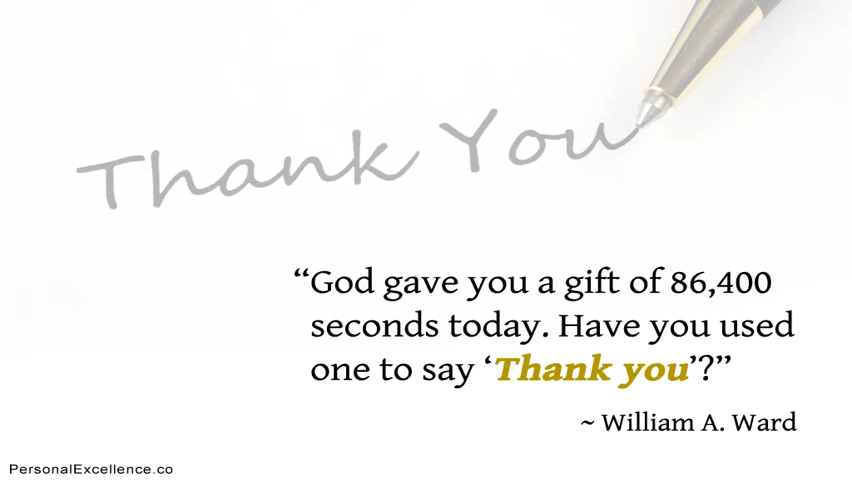 Thank You
“God gave you a gift of 86,400
seconds today. Have you used
one to say ‘Thank you’?”
~ William A. Ward
PersonalExcellence.co